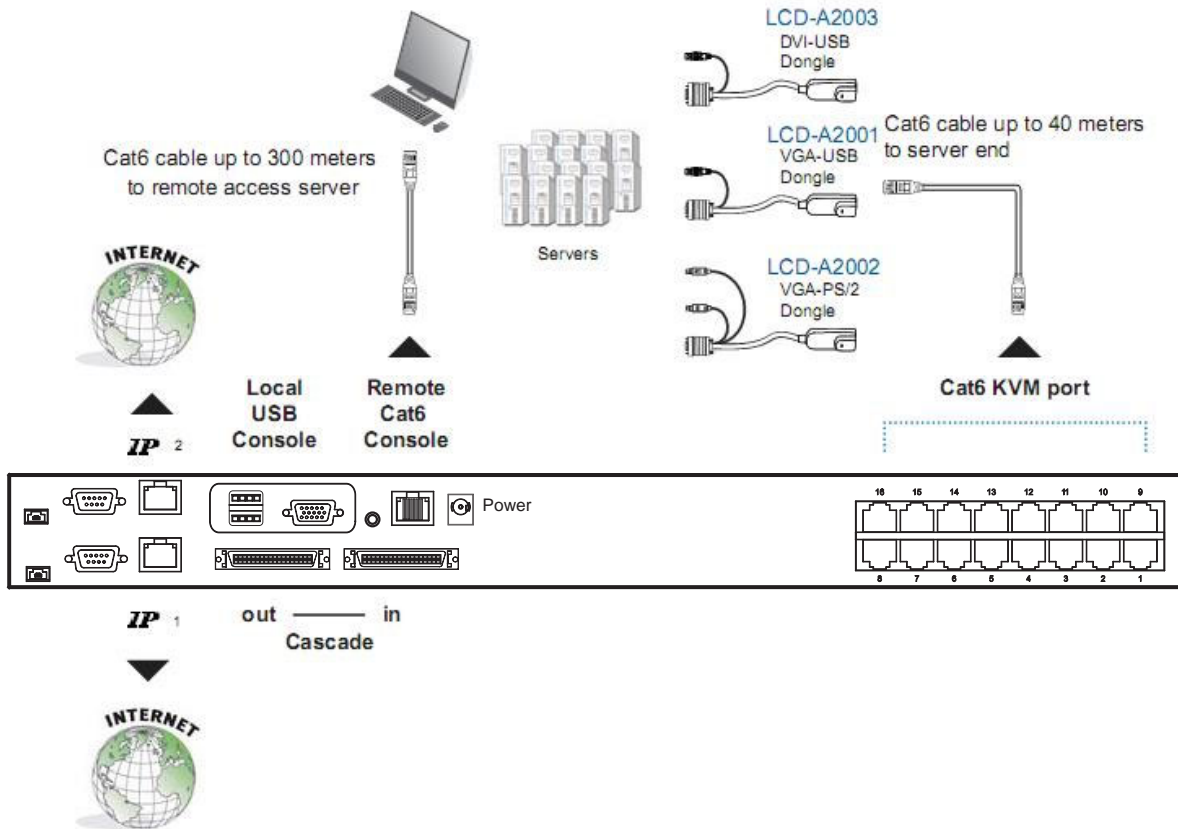 LCD-A2003
DVI-USB
Dongle
Cat6 cable up to 300 meters
to remote access server
LCD-A2001
VGA-USB
Dongle
Cat6 cable up to 40 meters
to server end
Servers
INTERNET
LCD-A2002
VGA-PS/2
Dongle
IP 2
Local
USB
Console
Remote
Cat6
Console
Cat6 KVM port
Power
16 15 14 13 12 11 10 9
8 7 6 5 4 3 2 1
IP 1
out in
Cascade
INTERNET